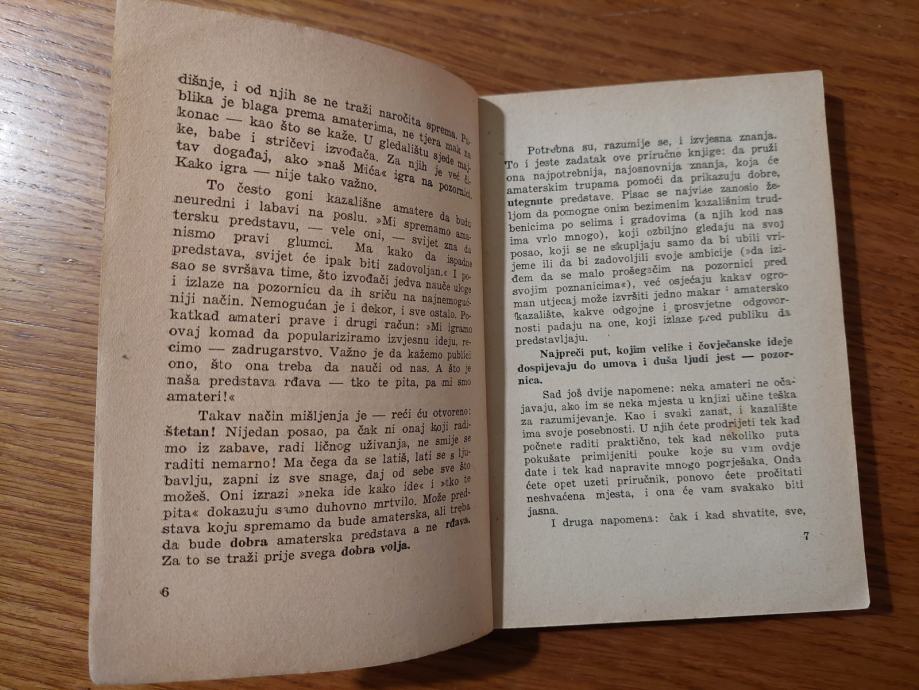 dišnje, i od njih se ne traži naročita sprema. Pu-
blika je blaga prema amaterima, ne tjera mak na
konac — kao što se kaže. U gledalištu sjede maj-
ke, babe i stričevi izvođača. Za njih je već či-
tav događaj, ako »naš Mića« igra na pozornici.
Kako igra — nije tako važno.
To često goni kazališne amatere da budu
neuredni i labavi na poslu. »Mi spremamo ama-
tersku predstavu, — vele oni, — svijet zna da
nismo pravi glumci. Ma kako da ispadne
predstava, svijet će ipak biti zadovoljan.« I po-
sao se svršava time, što izvođači jedva nauče uloge
i izlaze na pozornicu da ih sriču na najnemoguć-
niji način. Nemogućan je i dekor, i sve ostalo. Po-
katkad amateri prave i drugi račun: »Mi igramo
ovaj komad da populariziramo izvjesnu ideju, re-
cimo — zadrugarstvo. Važno je da kažemo publici
ono, što ona treba da nauči od nas. A što je
naša predstava rđava — tko te pita, pa mi smo
amateri!«
Takav način mišljenja je — reći ću otvoreno:
štetan! Nijedan posao, pa čak ni onaj koji radi-
mo iz zabave, radi ličnog uživanja, ne smije se
raditi nemarno! Ma čega da se latiš, lati se s lju-
bavlju, zapni iz sve snage, daj od sebe sve što
možeš. Oni izrazi »neka ide kako ide« i »tko te
pita« dokazuju samo duhovno mrtvilo. Može pred-
stava koju spremamo da bude amaterska, ali treba
da bude dobra amaterska predstava a ne rđava.
Za to se traži prije svega dobra volja.
6
Potrebna su, razumije se, i izvjesna znanja.
To i jeste zadatak ove priručne knjige: da pruži
ona najpotrebnija, najosnovnija znanja, koja će
amaterskim trupama pomoći da prikazuju dobre,
utegnute predstave. Pisac se najviše zanosio že-
ljom da pomogne onim bezimenim kazališnim trud-
benicima po selima i gradovima (a njih kod nas
ima vrlo mnogo), koji ozbiljno gledaju na svoj
posao, koji se ne skupljaju samo da bi ubili vri-
jeme ili da bi zadovoljili svoje ambicije (»da izi-
đem da se malo prošegačim na pozornici pred
svojim poznanicima«), već osjećaju kakav ogro-
man utjecaj može izvršiti jedno makar i amatersko
kazalište, kakve odgojne i prosvjetne odgovor-
nosti padaju na one, koji izlaze pred publiku da
predstavljaju.
Najpreči put, kojim velike i čovječanske ideje
dospijevaju do umova i duša ljudi jest — pozor-
nica.
Sad još dvije napomene: neka amateri ne oča-
javaju, ako im se neka mjesta u knjizi učine teška
za razumijevanje. Kao i svaki zanat, i kazalište
ima svoje posebnosti. U njih ćete prodrijeti tek kad
počnete raditi praktično, tek kad nekoliko puta
pokušate primijeniti pouke koje su vam ovdje
date i tek kad napravite mnogo pogrješaka. Onda
ćete opet uzeti priručnik, ponovo ćete pročitati
neshvaćena mjesta, i ona će vam svakako biti
jasna.
I druga napomena: čak i kad shvatite, sve,
7